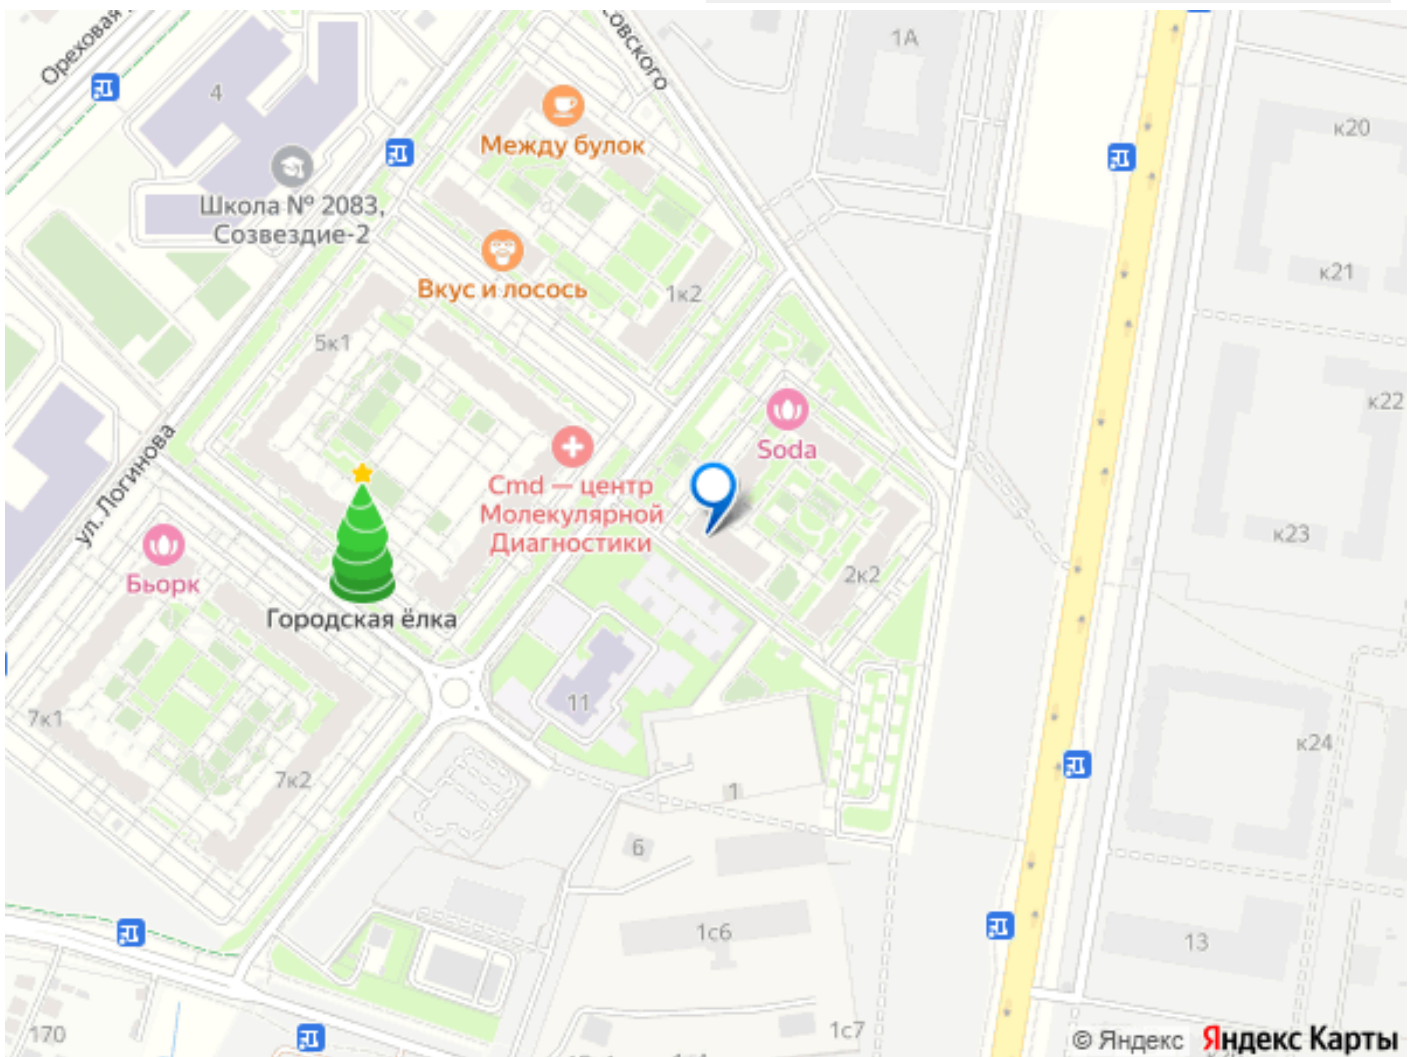 Ореховая
4
Школа № 2083,
Созвездие-2
Между булок
Вкус и лосось
1А
к20
к21
1к2
5к1
к22
Soda
ул. Логинова
Cmd — центр
Молекулярной
Диагностики
к23
2к2
Бьорк
Городская ёлка
11
7к1
7к2
к24
1
6
1с6
13
170
1с7
© Яндекс Яндекс Карты